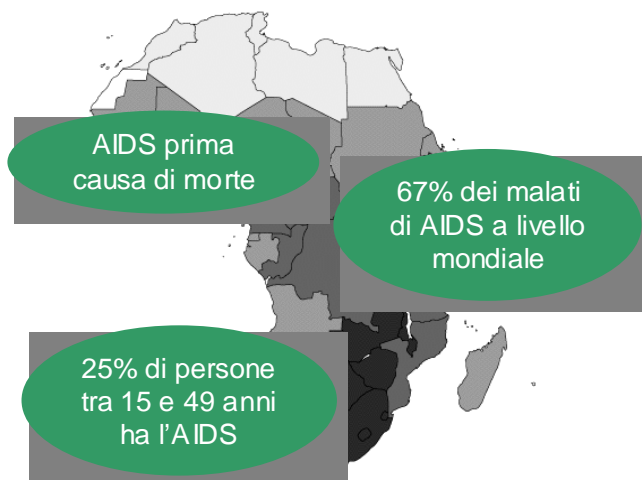 AIDS prima
causa di morte
67% dei malati
di AIDS a livello
mondiale
25% di persone
tra 15 e 49 anni
ha l'AIDS